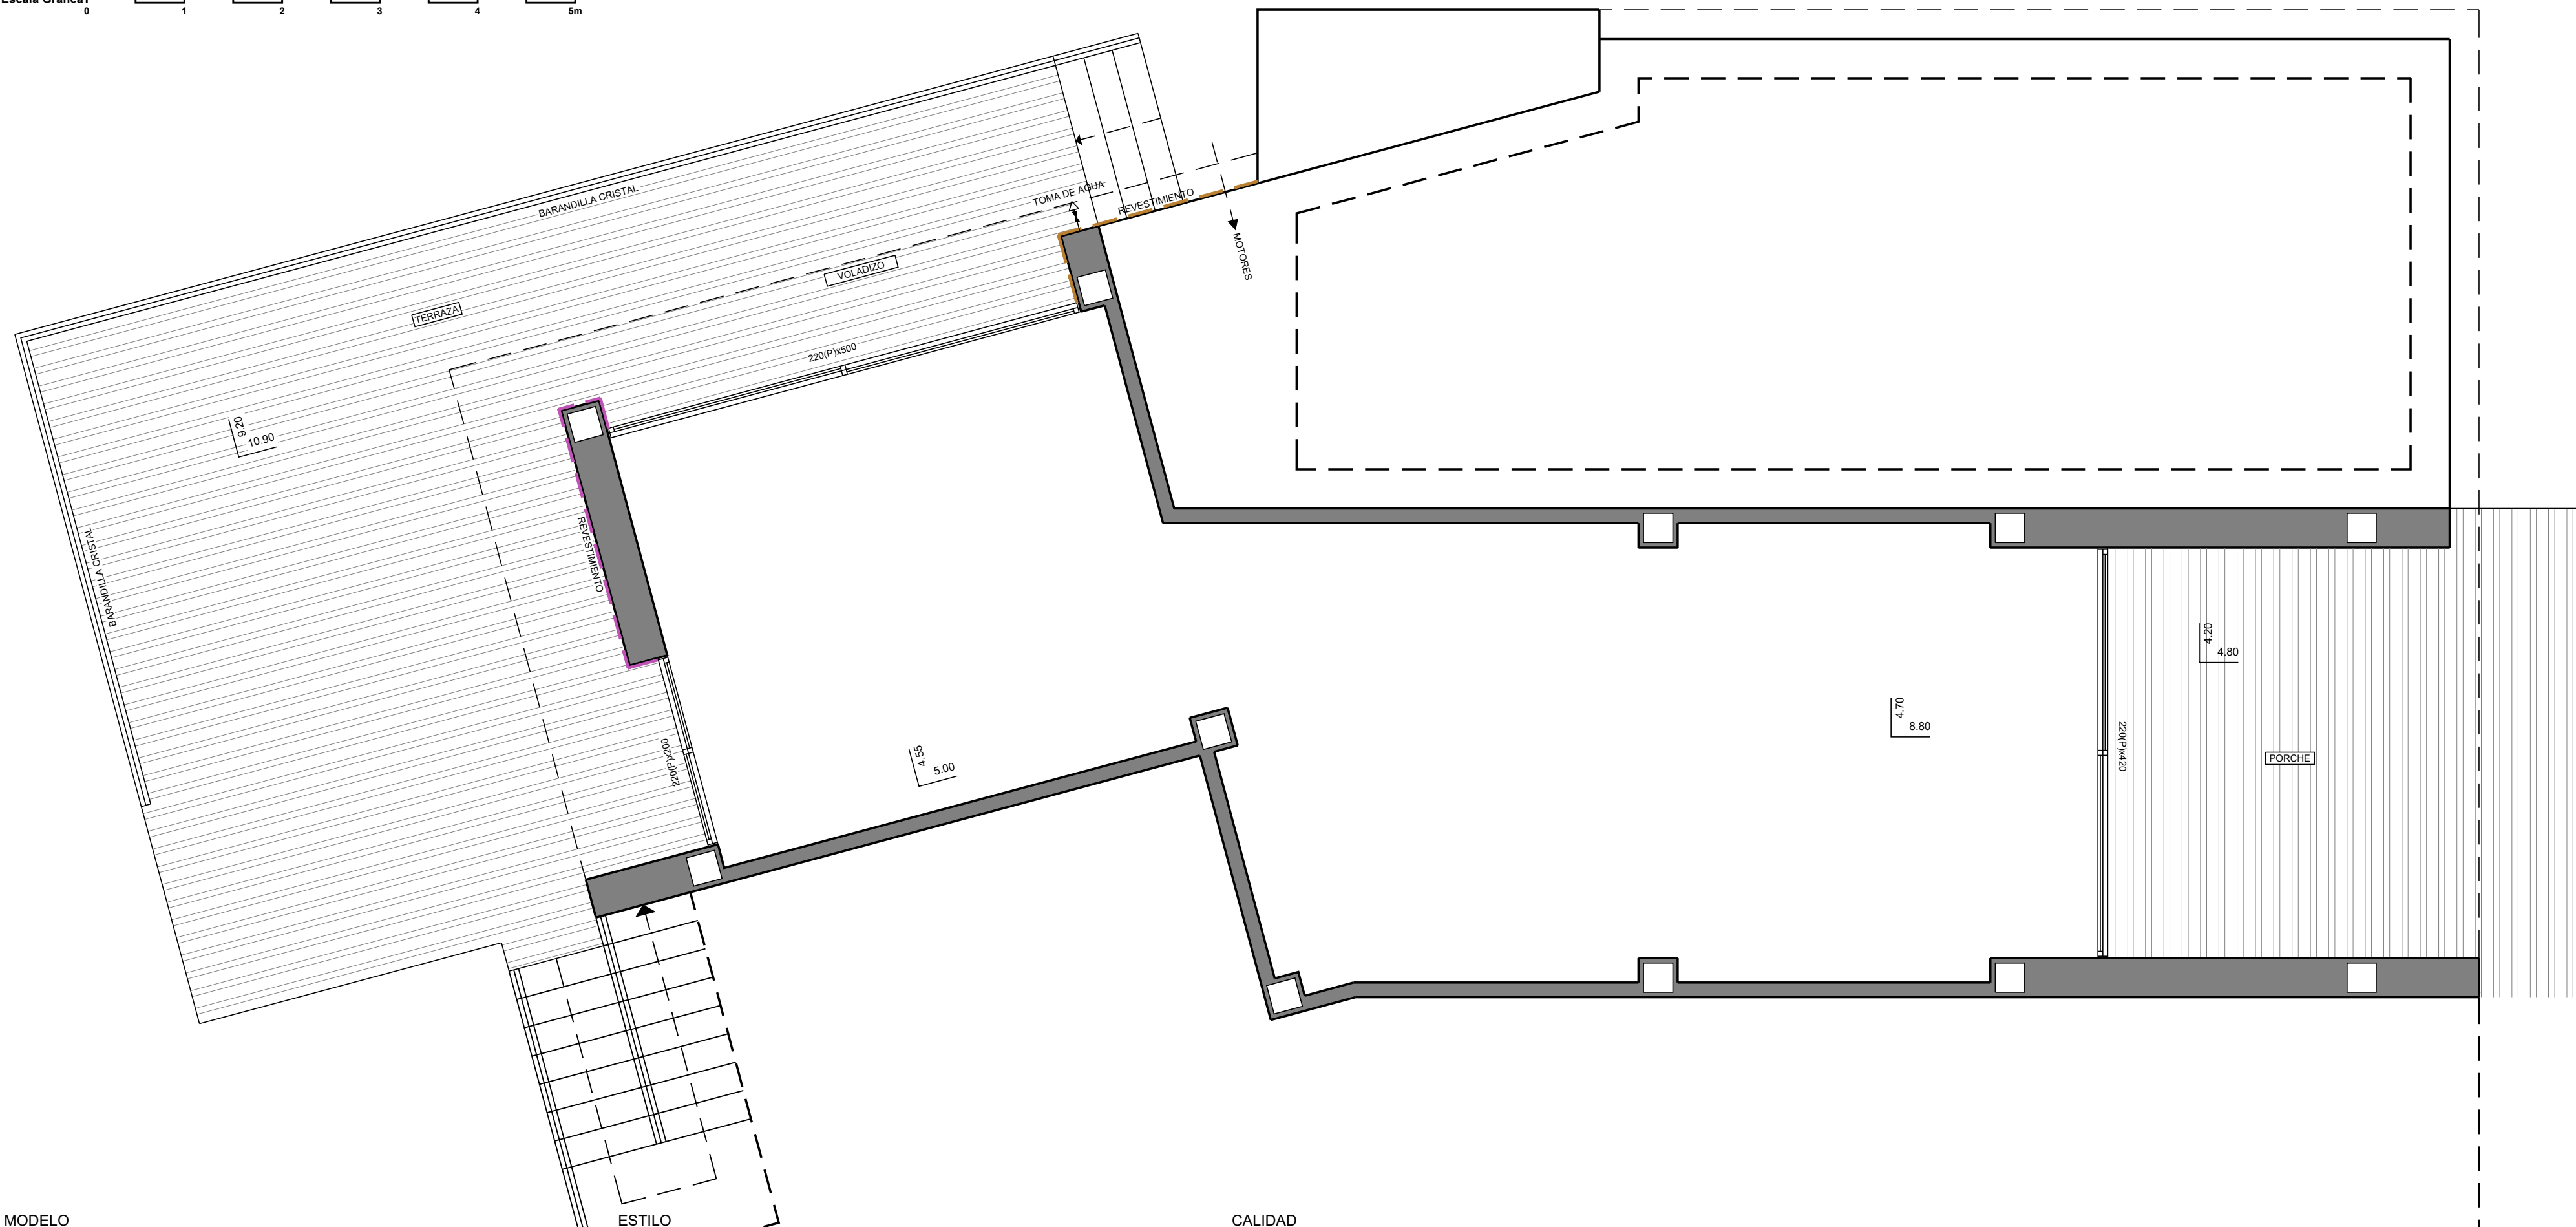 Escala Gráfica
0 1 2 3 4 5m
BARANDILLA CRISTAL
TOMA DE AGUA
REVESTIMIENTO
MOTORES
VOLADIZO
TERRAZA
220(P)x500
9.20
10.90
BARANDILLA CRISTAL
REVESTIMIENTO
220(P)x200
4.55
5.00
4.70
8.80
4.20
4.80
220(P)x420
PORCHE
MODELO
ESTILO
CALIDAD